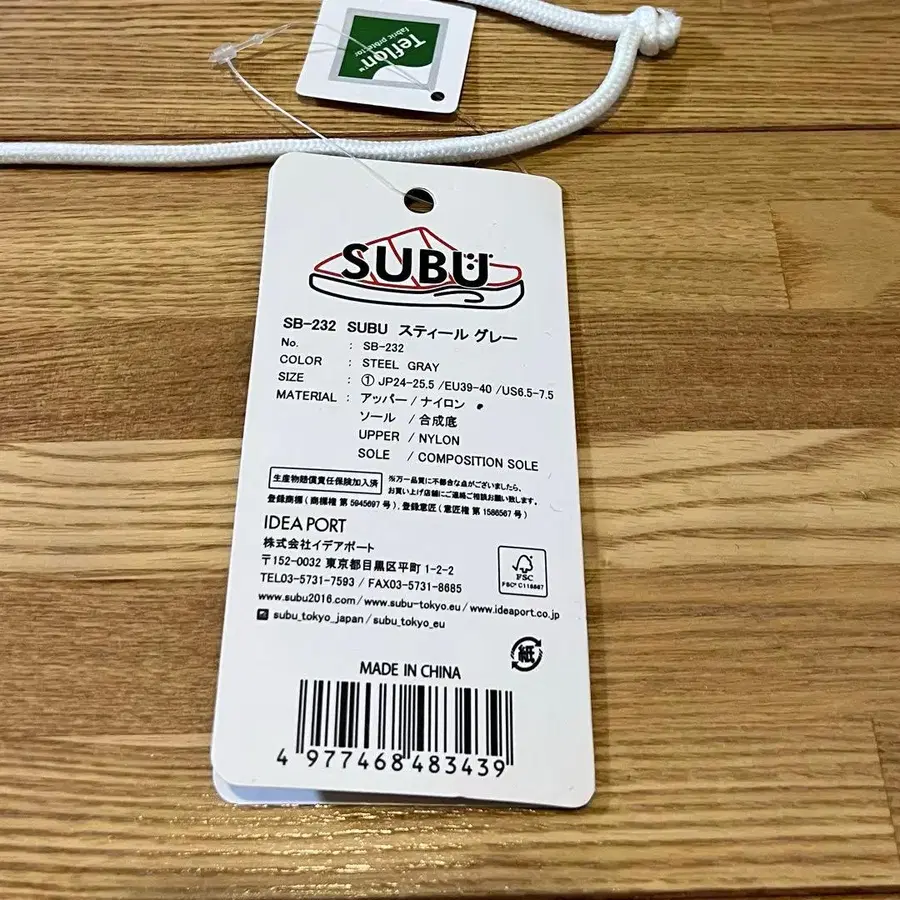 Teflon™
fabric protector
SUBU
SB-232 SUBU スティール グレー
No. : SB-232
COLOR : STEEL GRAY
SIZE : ① JP24-25.5 /EU39-40 /US6.5-7.5
MATERIAL : アッパー / ナイロン
ソール / 合成底
UPPER / NYLON
SOLE / COMPOSITION SOLE
生産物賠償責任保険加入済
※万一品質に不都合な点がございましたら、
お買い上げ店舗にご連絡ご相談お願い致します。
登録商標 ( 商標権 第 5945697 号 ) . 登録意匠 ( 意匠権 第 1586567 号 )
IDEA PORT
株式会社イデアポート
〒152-0032 東京都目黒区平町 1-2-2
TEL03-5731-7593 / FAX03-5731-8685
www.subu2016.com / www.subu-tokyo.eu / www.ideaport.co.jp
subu_tokyo_japan / subu_tokyo_eu
FSC
FSC® C118867
紙
MADE IN CHINA
4 977468 483439